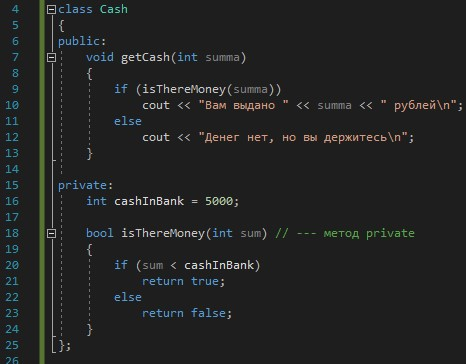 4 class Cash
5 {
6 public:
7 void getCash(int summa)
8 {
9 if (isThereMoney(summa))
10 cout << "Вам выдано " << summa << " рублей\n";
11 else
12 cout << "Денег нет, но вы держитесь\n";
13 }
14
15 private:
16 int cashInBank = 5000;
17
18 bool isThereMoney(int sum) // --- метод private
19 {
20 if (sum < cashInBank)
21 return true;
22 else
23 return false;
24 }
25 };
26